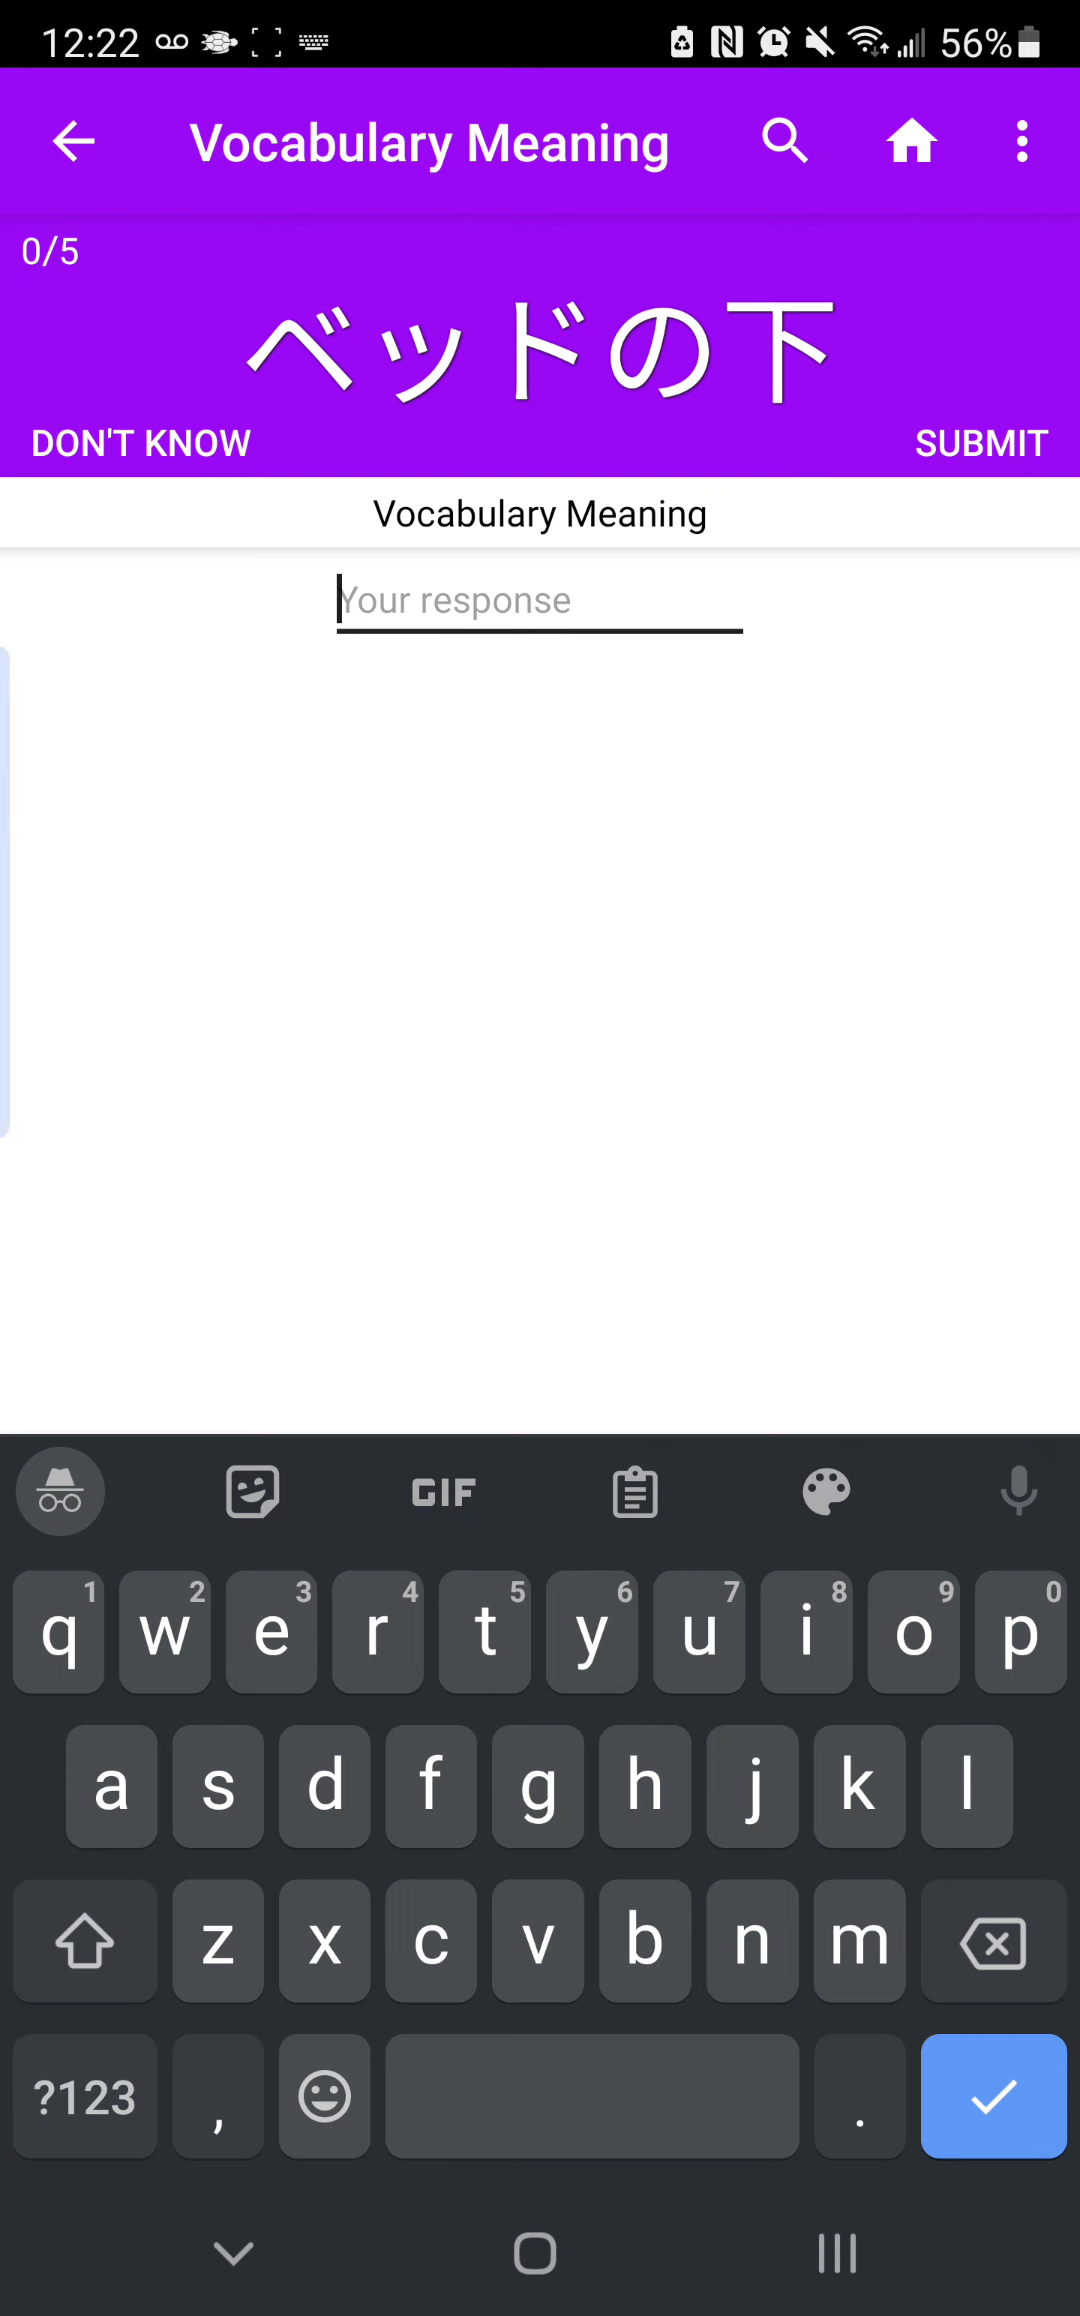 12:22 56%
Vocabulary Meaning
0/5
ベッドの下
DON'T KNOW SUBMIT
Vocabulary Meaning
Your response
GIF
1 2 3 4 5 6 7 8 9 0
q w e r t y u i o p
a s d f g h j k l
z x c v b n m
?123 , .